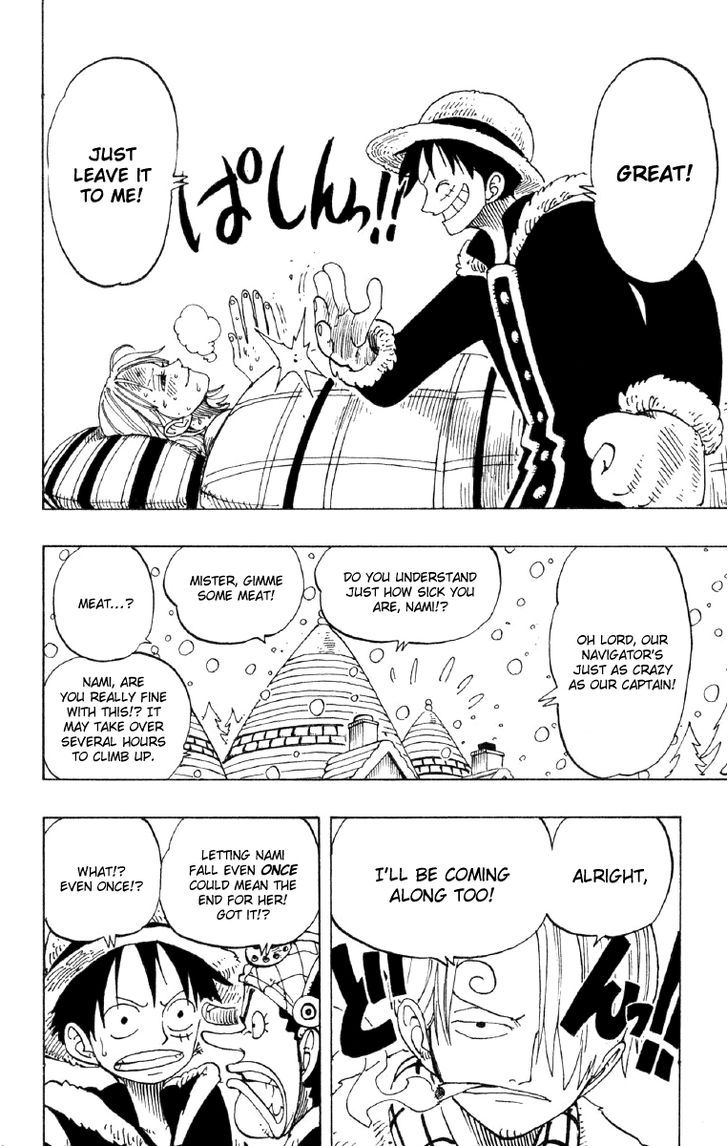 GREAT!
JUST
LEAVE IT
TO ME!
ぱしんっ!!
OH LORD, OUR
NAVIGATOR'S
JUST AS CRAZY
AS OUR CAPTAIN!
DO YOU UNDERSTAND
JUST HOW SICK YOU
ARE, NAMI!?
MISTER, GIMME
SOME MEAT!
MEAT...?
NAMI, ARE
YOU REALLY FINE
WITH THIS!? IT
MAY TAKE OVER
SEVERAL HOURS
TO CLIMB UP.
ALRIGHT,
I'LL BE COMING
ALONG TOO!
どんっ!!
LETTING NAMI
FALL EVEN ONCE
COULD MEAN THE
END FOR HER!
GOT IT!?
WHAT!?
EVEN ONCE!?